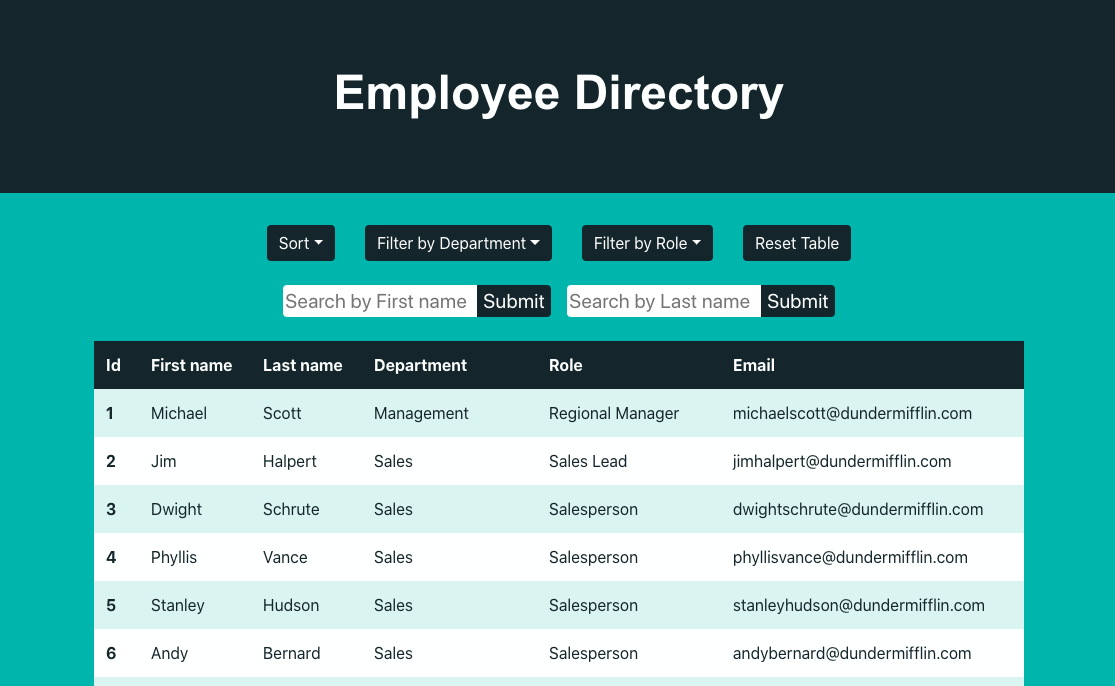 Employee Directory
Sort Filter by Department Filter by Role Reset Table
Search by First name Submit Search by Last name Submit
Id First name Last name Department Role Email
1 Michael Scott Management Regional Manager michaelscott@dundermifflin.com
2 Jim Halpert Sales Sales Lead jimhalpert@dundermifflin.com
3 Dwight Schrute Sales Salesperson dwightschrute@dundermifflin.com
4 Phyllis Vance Sales Salesperson phyllisvance@dundermifflin.com
5 Stanley Hudson Sales Salesperson stanleyhudson@dundermifflin.com
6 Andy Bernard Sales Salesperson andybernard@dundermifflin.com